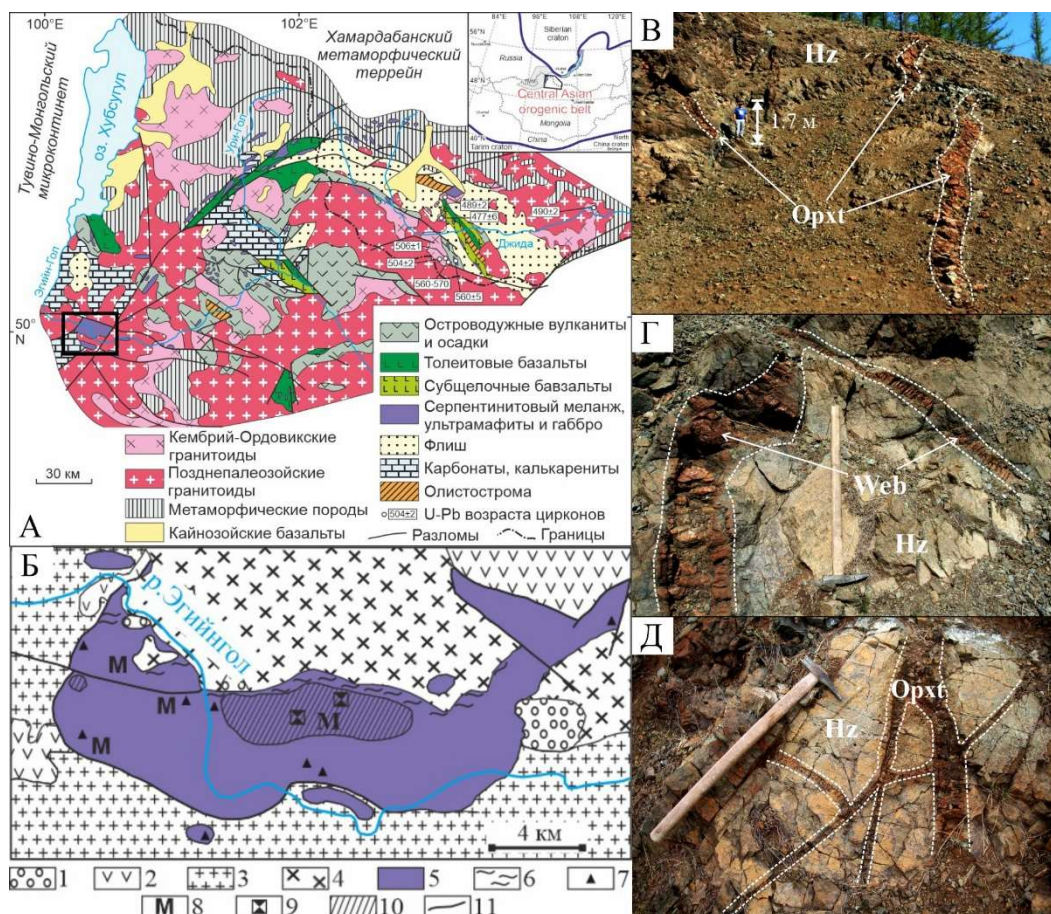 100°E
102°E
Тувино-Монгольский
микроконтинет
оз. Хубсугул
Хамардабанский
метаморфический
террейн
Ури-Гол
Эгийн-Гол
Джида
489±2
477±6
490±2
506±1
504±2
560-570
560±5
50°
N
Siberian craton
Russia
Central Asian
orogenic belt
Mongolia
China
Tarim craton
North
China craton
Островодужные вулканиты
и осадки
Толеитовые базальты
Субщелочные бавзальты
Серпентинитовый меланж,
ультрамафиты и габбро
Флиш
Карбонаты, калькарениты
Олистострома
504±2 U-Pb возраста цирконов
Разломы
Границы
30 км
Кембрий-Ордовикские
гранитоиды
Позднепалеозойские
гранитоиды
Метаморфические породы
Кайнозойские базальты
А
Б
р.Эгийнгол
М
М
М
М
4 км
1 2 3 4 5 6 7
М 8 9 10 11
В
Hz
1.7 м
Opxt
Г
Web
Hz
Д
Opxt
Hz